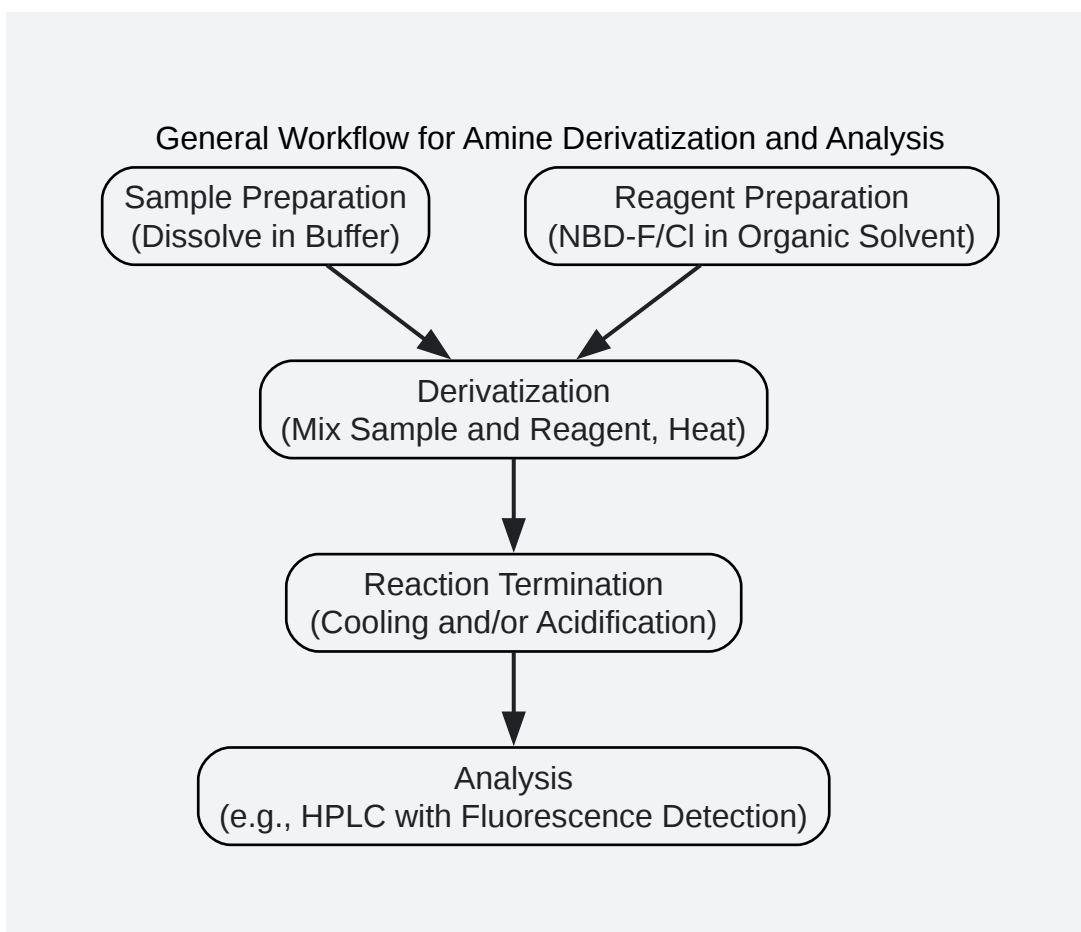 General Workflow for Amine Derivatization and Analysis
Sample Preparation
(Dissolve in Buffer)
Reagent Preparation
(NBD-F/Cl in Organic Solvent)
Derivatization
(Mix Sample and Reagent, Heat)
Reaction Termination
(Cooling and/or Acidification)
Analysis
(e.g., HPLC with Fluorescence Detection)